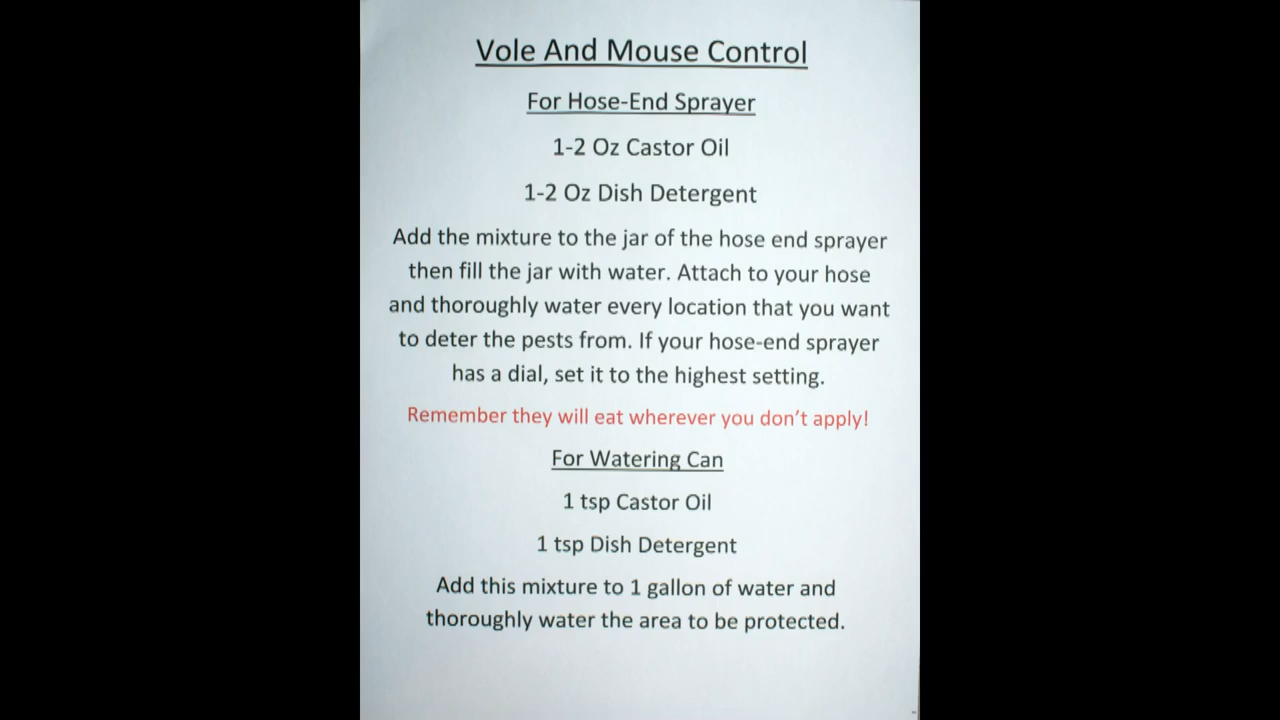 Vole And Mouse Control
For Hose-End Sprayer
1-2 Oz Castor Oil
1-2 Oz Dish Detergent
Add the mixture to the jar of the hose end sprayer
then fill the jar with water. Attach to your hose
and thoroughly water every location that you want
to deter the pests from. If your hose-end sprayer
has a dial, set it to the highest setting.
Remember they will eat wherever you don't apply!
For Watering Can
1 tsp Castor Oil
1 tsp Dish Detergent
Add this mixture to 1 gallon of water and
thoroughly water the area to be protected.